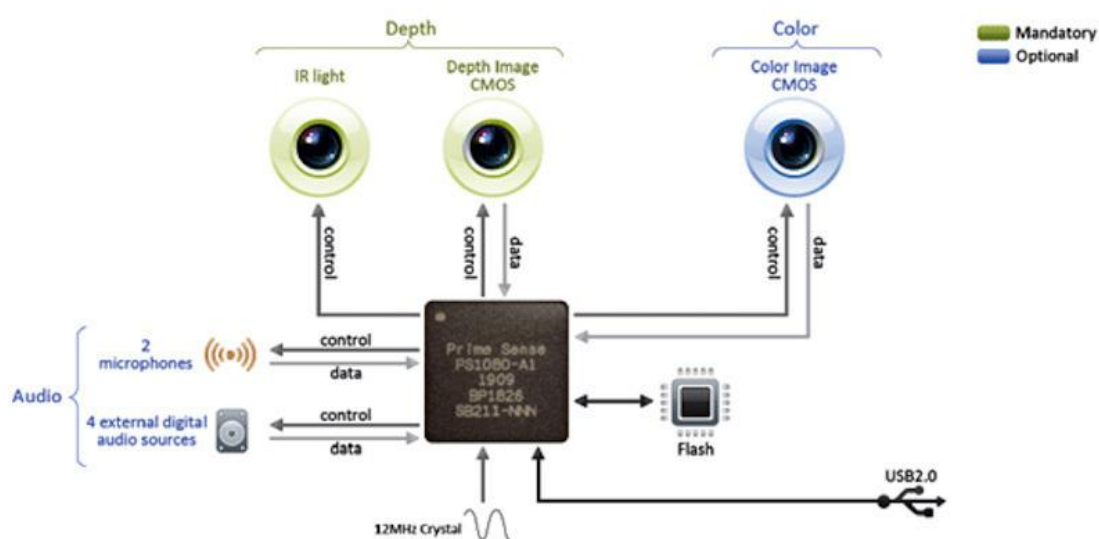 Depth
Color
Mandatory
Optional
IR light
Depth Image
CMOS
Color Image
CMOS
control
control
data
control
data
Prime Sense
PS1080-A1
1909
BP1826
SB211-NNN
Audio
2
microphones
control
data
4 external digital
audio sources
control
data
Flash
USB2.0
12MHz Crystal